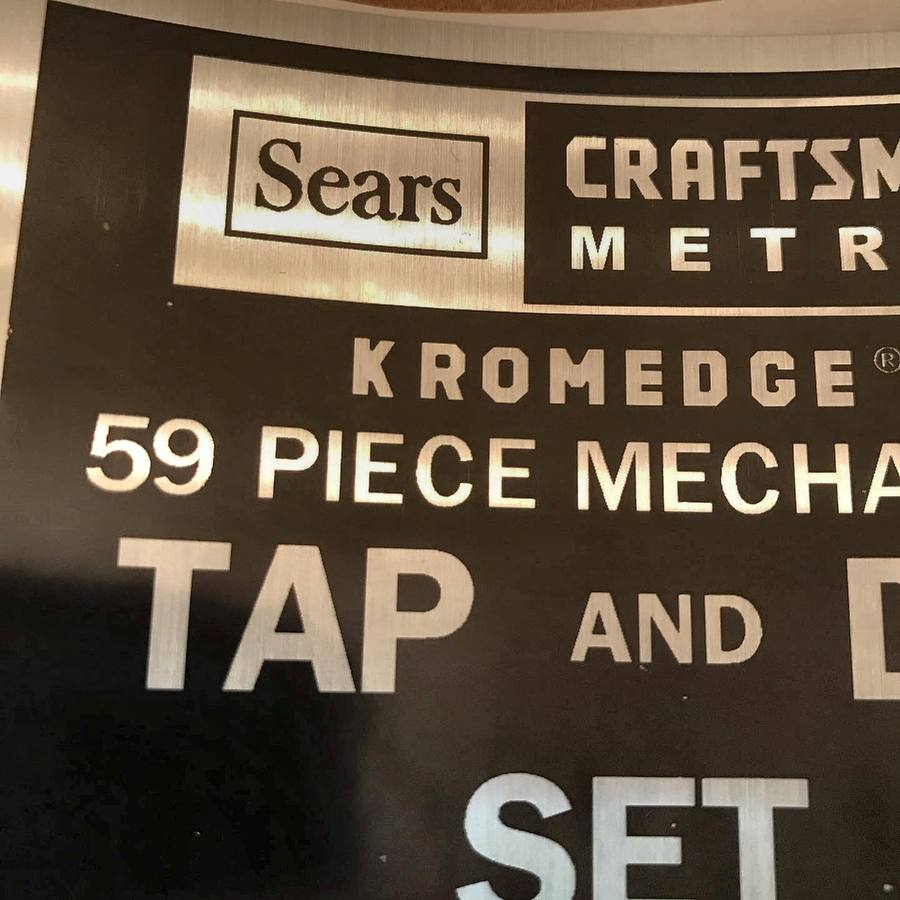 Sears
CRAFTSM
METR
KROMEDGE®
59 PIECE MECHA
TAP AND D
SET